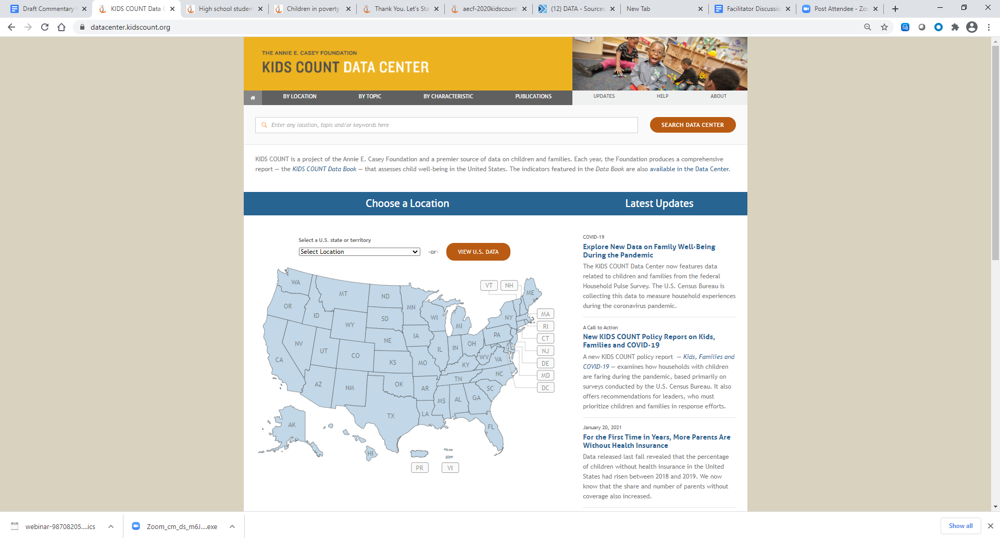 Draft Commentary
KIDS COUNT Data C
High school student
Children in poverty
Thank You. Let's Sta
aecf-2020kidscount
(12) DATA - Sources
New Tab
Facilitator Discussio
Post Attendee - Zoo
datacenter.kidscount.org
THE ANNIE E. CASEY FOUNDATION
KIDS COUNT DATA CENTER
BY LOCATION
BY TOPIC
BY CHARACTERISTIC
PUBLICATIONS
UPDATES
HELP
ABOUT
Enter any location, topic and/or keywords here
SEARCH DATA CENTER
KIDS COUNT is a project of the Annie E. Casey Foundation and a premier source of data on children and families. Each year, the Foundation produces a comprehensive
report — the KIDS COUNT Data Book — that assesses child well-being in the United States. The indicators featured in the Data Book are also available in the Data Center.
Choose a Location
Latest Updates
Select a U.S. state or territory
Select Location
-or-
VIEW U.S. DATA
WA
OR
CA
ID
NV
MT
WY
UT
AZ
CO
NM
ND
SD
NE
KS
OK
TX
MN
IA
MO
AR
LA
WI
IL
MI
IN
OH
KY
TN
MS
AL
GA
FL
SC
NC
WV
VA
PA
NY
VT
NH
ME
MA
RI
CT
NJ
DE
MD
DC
AK
HI
PR
VI
COVID-19
Explore New Data on Family Well-Being
During the Pandemic
The KIDS COUNT Data Center now features data
related to children and families from the federal
Household Pulse Survey. The U.S. Census Bureau is
collecting this data to measure household experiences
during the coronavirus pandemic.
A Call to Action
New KIDS COUNT Policy Report on Kids,
Families and COVID-19
A new KIDS COUNT policy report — Kids, Families and
COVID-19 — examines how households with children
are faring during the pandemic, based primarily on
surveys conducted by the U.S. Census Bureau. It also
offers recommendations for leaders, who must
prioritize children and families in response efforts.
January 20, 2021
For the First Time in Years, More Parents Are
Without Health Insurance
Data released last fall revealed that the percentage
of children without health insurance in the United
States had risen between 2018 and 2019. We now
know that the share and number of parents without
coverage also increased.
webinar-98708205....ics
Zoom_cm_ds_m6J....exe
Show all